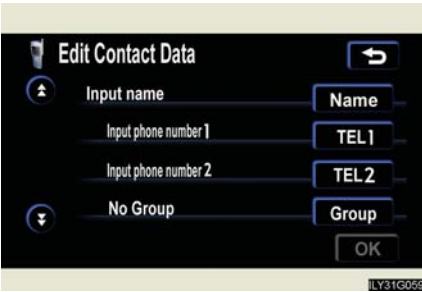 Edit Contact Data
Input name Name
Input phone number 1 TEL1
Input phone number 2 TEL2
No Group Group
OK
ILY31G059